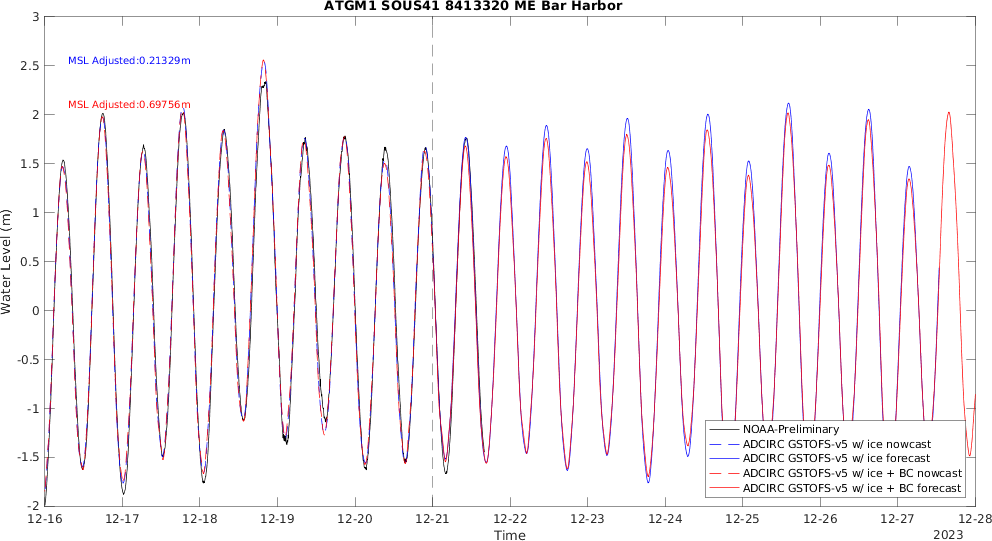 ATGM1 SOUS41 8413320 ME Bar Harbor
3
2.5
2
1.5
1
0.5
0
-0.5
-1
-1.5
-2
Water Level (m)
MSL Adjusted:0.21329m
MSL Adjusted:0.69756m
NOAA-Preliminary
ADCIRC GSTOFS-v5 w/ ice nowcast
ADCIRC GSTOFS-v5 w/ ice forecast
ADCIRC GSTOFS-v5 w/ ice + BC nowcast
ADCIRC GSTOFS-v5 w/ ice + BC forecast
12-16 12-17 12-18 12-19 12-20 12-21 12-22 12-23 12-24 12-25 12-26 12-27 12-28
Time
2023